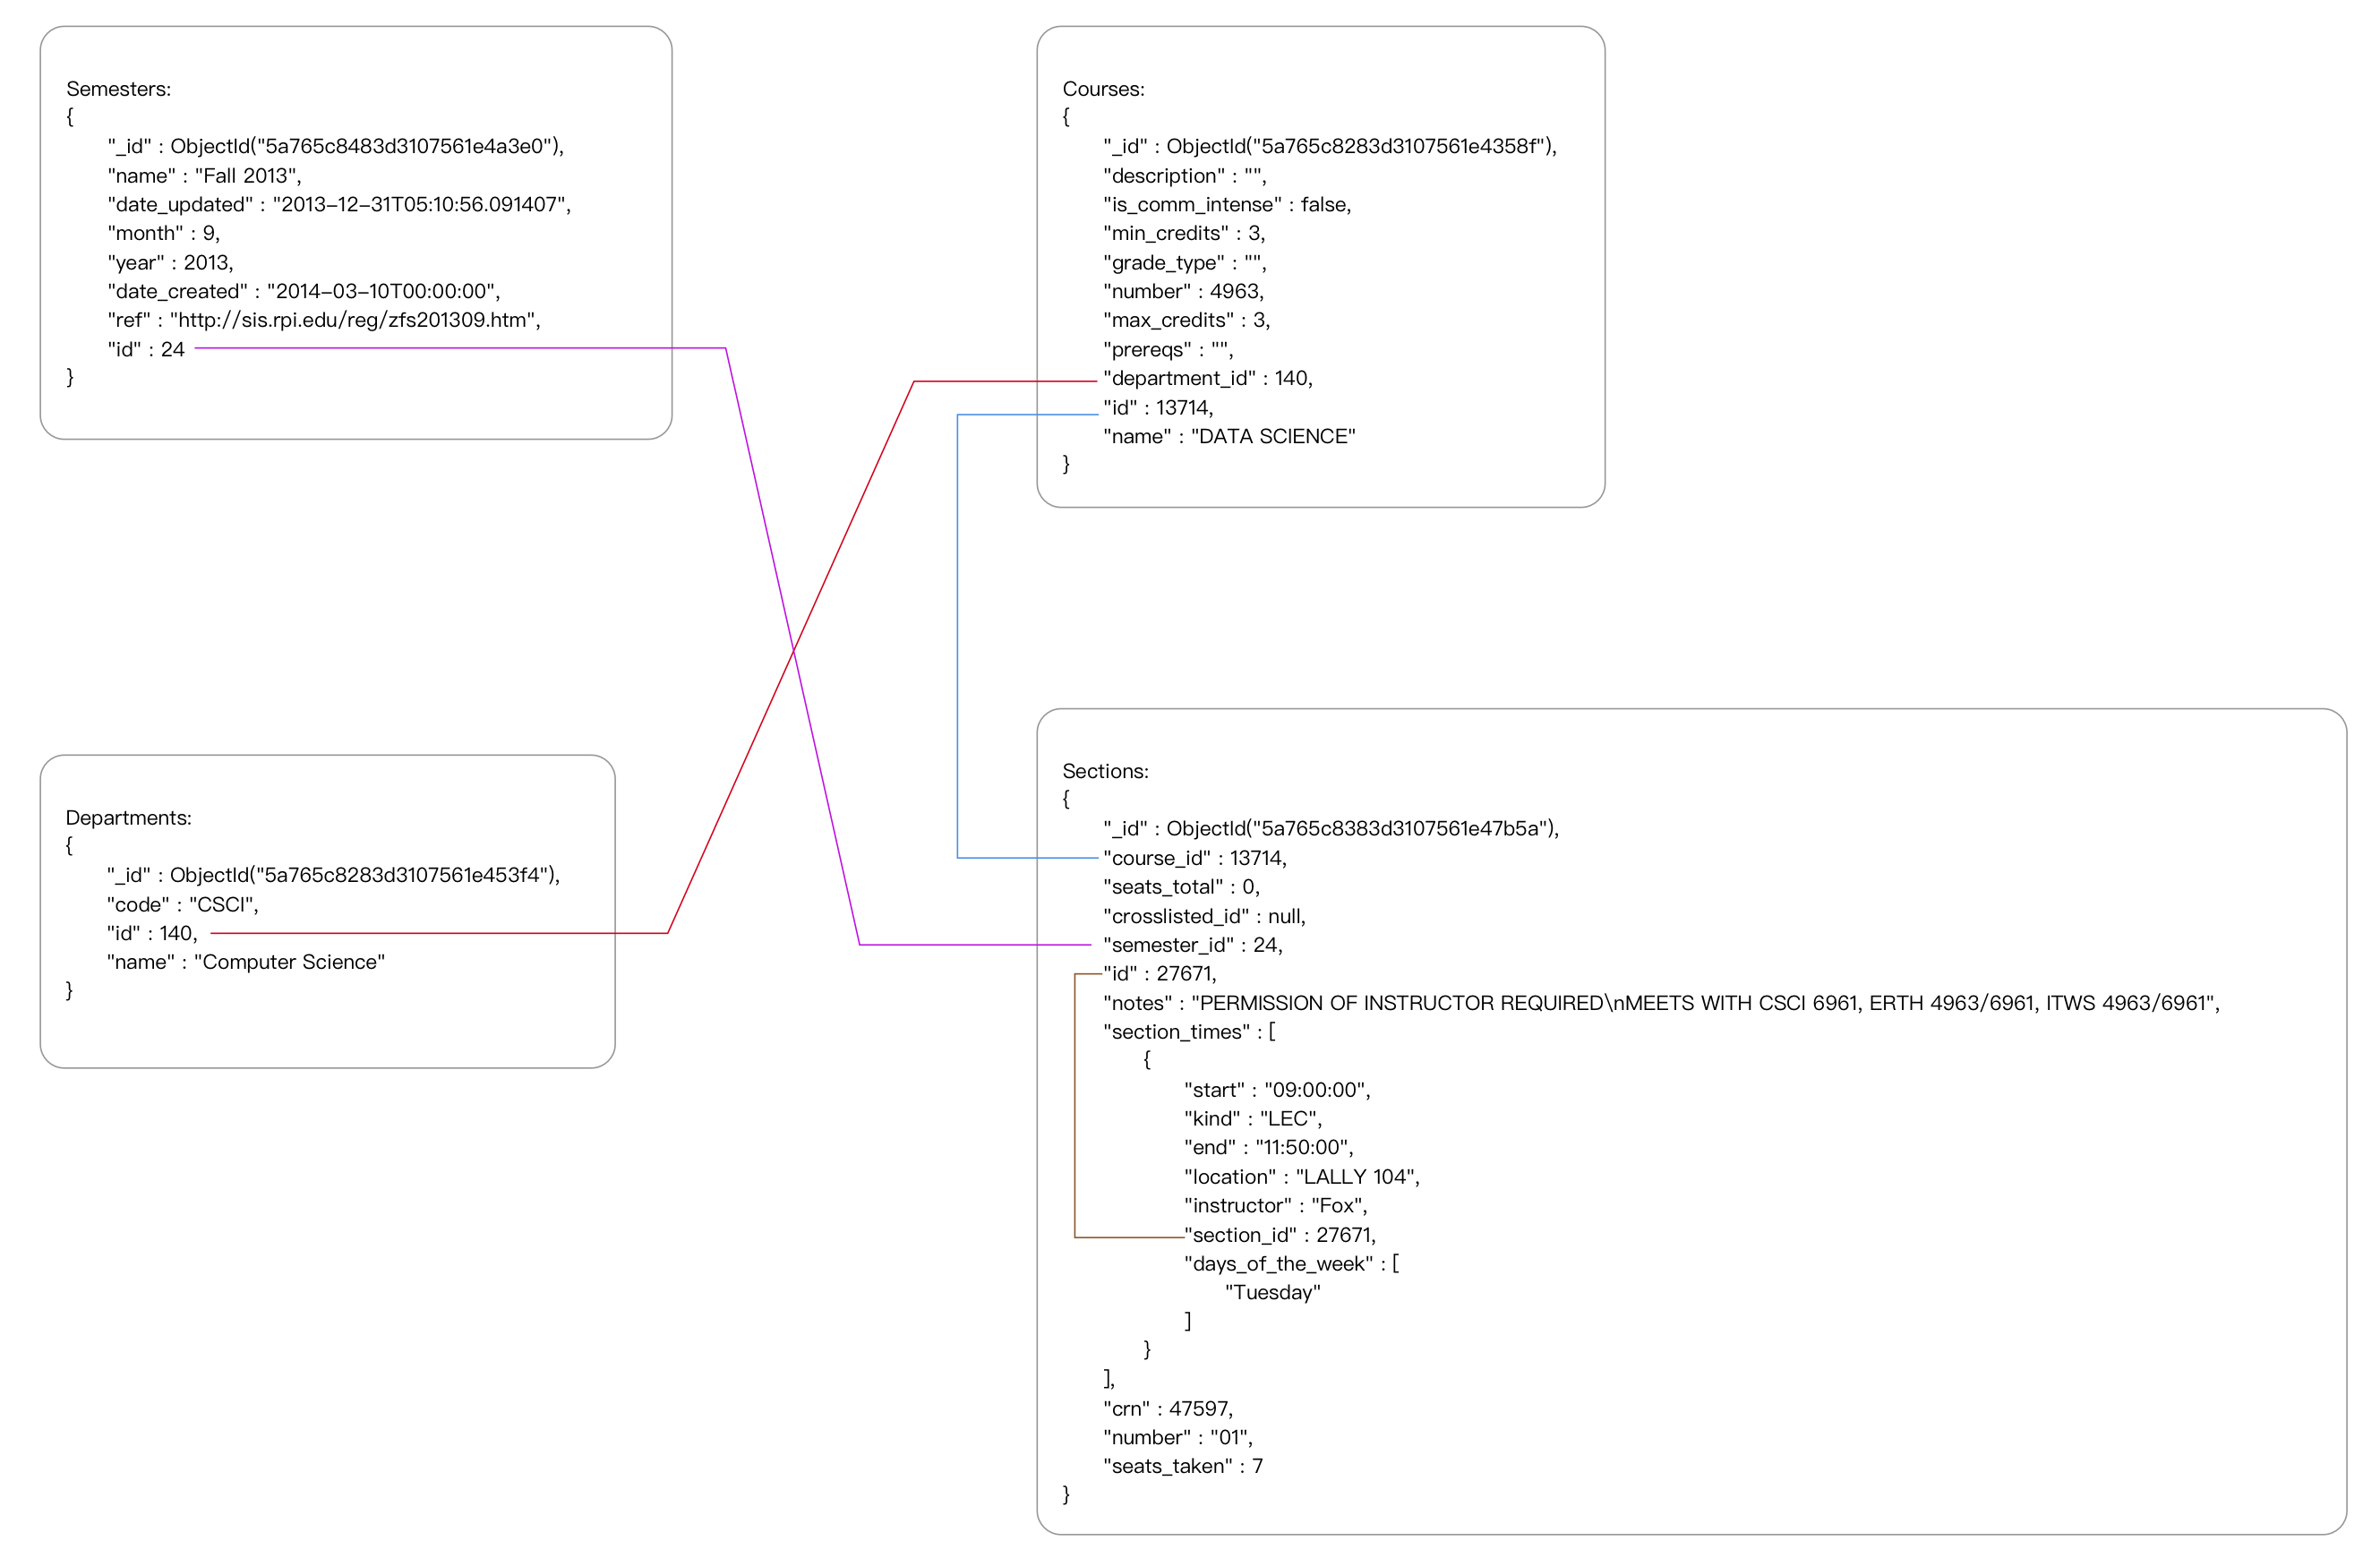 Semesters:
{
"_id" : ObjectId("5a765c8483d3107561e4a3e0"),
"name" : "Fall 2013",
"date_updated" : "2013-12-31T05:10:56.091407",
"month" : 9,
"year" : 2013,
"date_created" : "2014-03-10T00:00:00",
"ref" : "http://sis.rpi.edu/reg/zfs201309.htm",
"id" : 24
}
Courses:
{
"_id" : ObjectId("5a765c8283d3107561e4358f"),
"description" : "",
"is_comm_intense" : false,
"min_credits" : 3,
"grade_type" : "",
"number" : 4963,
"max_credits" : 3,
"prereqs" : "",
"department_id" : 140,
"id" : 13714,
"name" : "DATA SCIENCE"
}
Departments:
{
"_id" : ObjectId("5a765c8283d3107561e453f4"),
"code" : "CSCI",
"id" : 140,
"name" : "Computer Science"
}
Sections:
{
"_id" : ObjectId("5a765c8383d3107561e47b5a"),
"course_id" : 13714,
"seats_total" : 0,
"crosslisted_id" : null,
"semester_id" : 24,
"id" : 27671,
"notes" : "PERMISSION OF INSTRUCTOR REQUIRED\nMEETS WITH CSCI 6961, ERTH 4963/6961, ITWS 4963/6961",
"section_times" : [
{
"start" : "09:00:00",
"kind" : "LEC",
"end" : "11:50:00",
"location" : "LALLY 104",
"instructor" : "Fox",
"section_id" : 27671,
"days_of_the_week" : [
"Tuesday"
]
}
],
"crn" : 47597,
"number" : "01",
"seats_taken" : 7
}